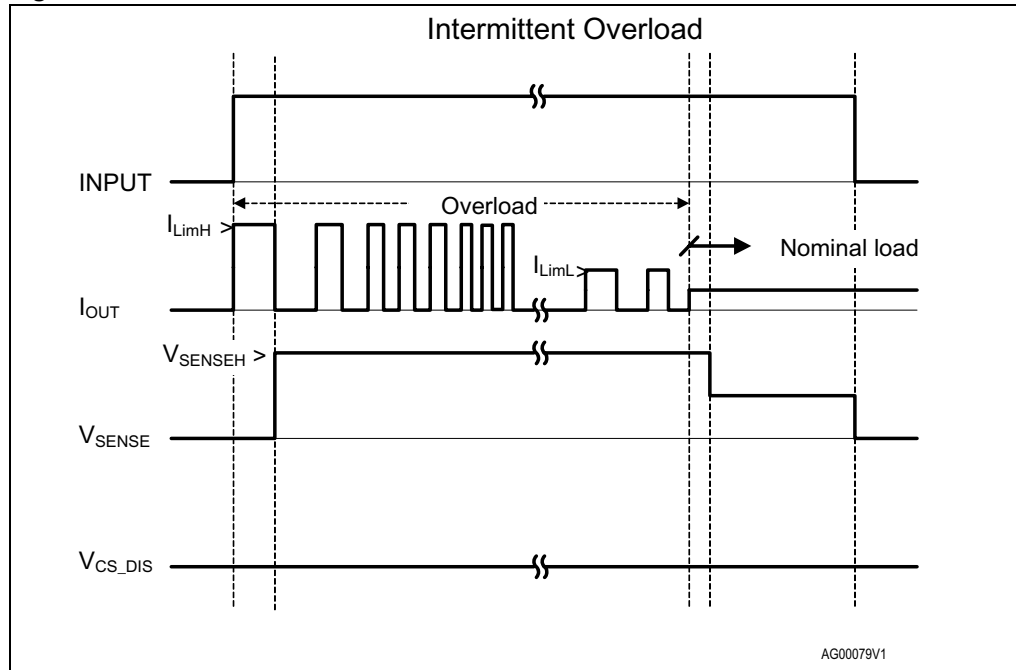 Intermittent Overload
INPUT
Overload
I_LimH >
Nominal load
I_LimL >
I_OUT
V_SENSEH >
V_SENSE
V_CS_DIS
AG00079V1